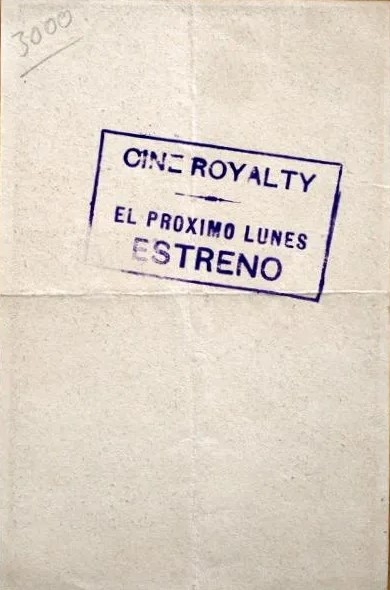 3000
CINE ROYALTY
EL PROXIMO LUNES
ESTRENO